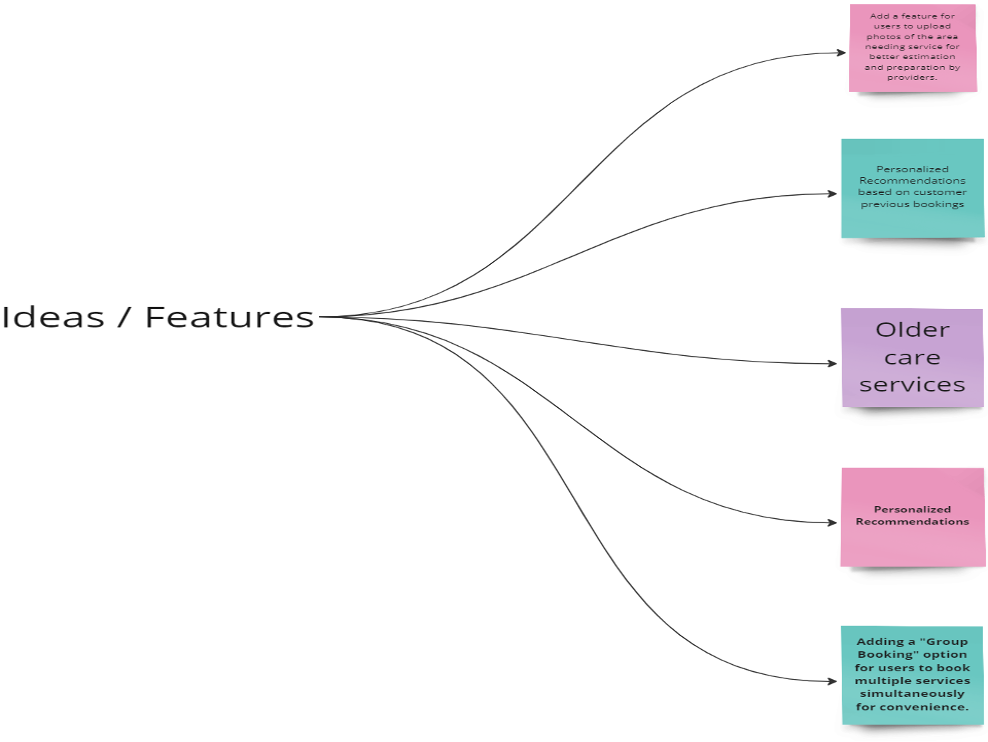 Add a feature for
users to upload
photos of the area
needing service for
better estimation
and preparation by
providers.
Personalized
Recommendations
based on customer
previous bookings
Ideas / Features
Older
care
services
Personalized
Recommendations
Adding a "Group
Booking" option
for users to book
multiple services
simultaneously
for convenience.